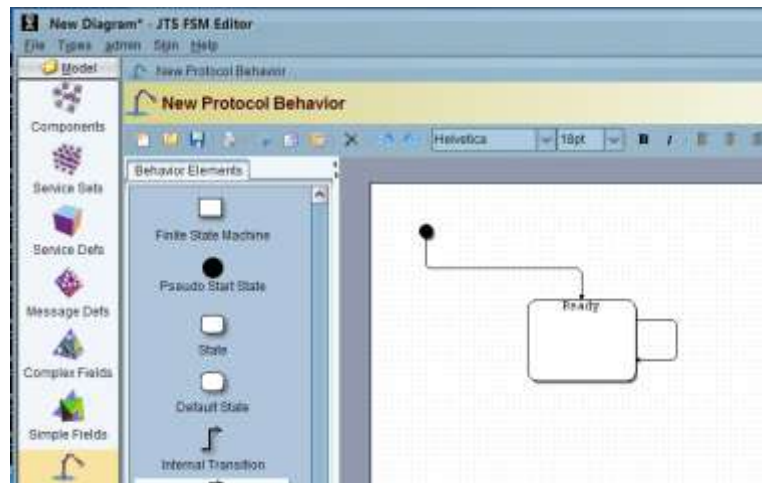 New Diagram* - JTS FSM Editor
File Types admin Sign Help
Model
New Protocol Behavior
New Protocol Behavior
Helvetica 18pt B I
Behavior Elements
Components
Service Sets
Service Defs
Message Defs
Complex Fields
Simple Fields
Finite State Machine
Pseudo Start State
State
Default State
Internal Transition
Ready